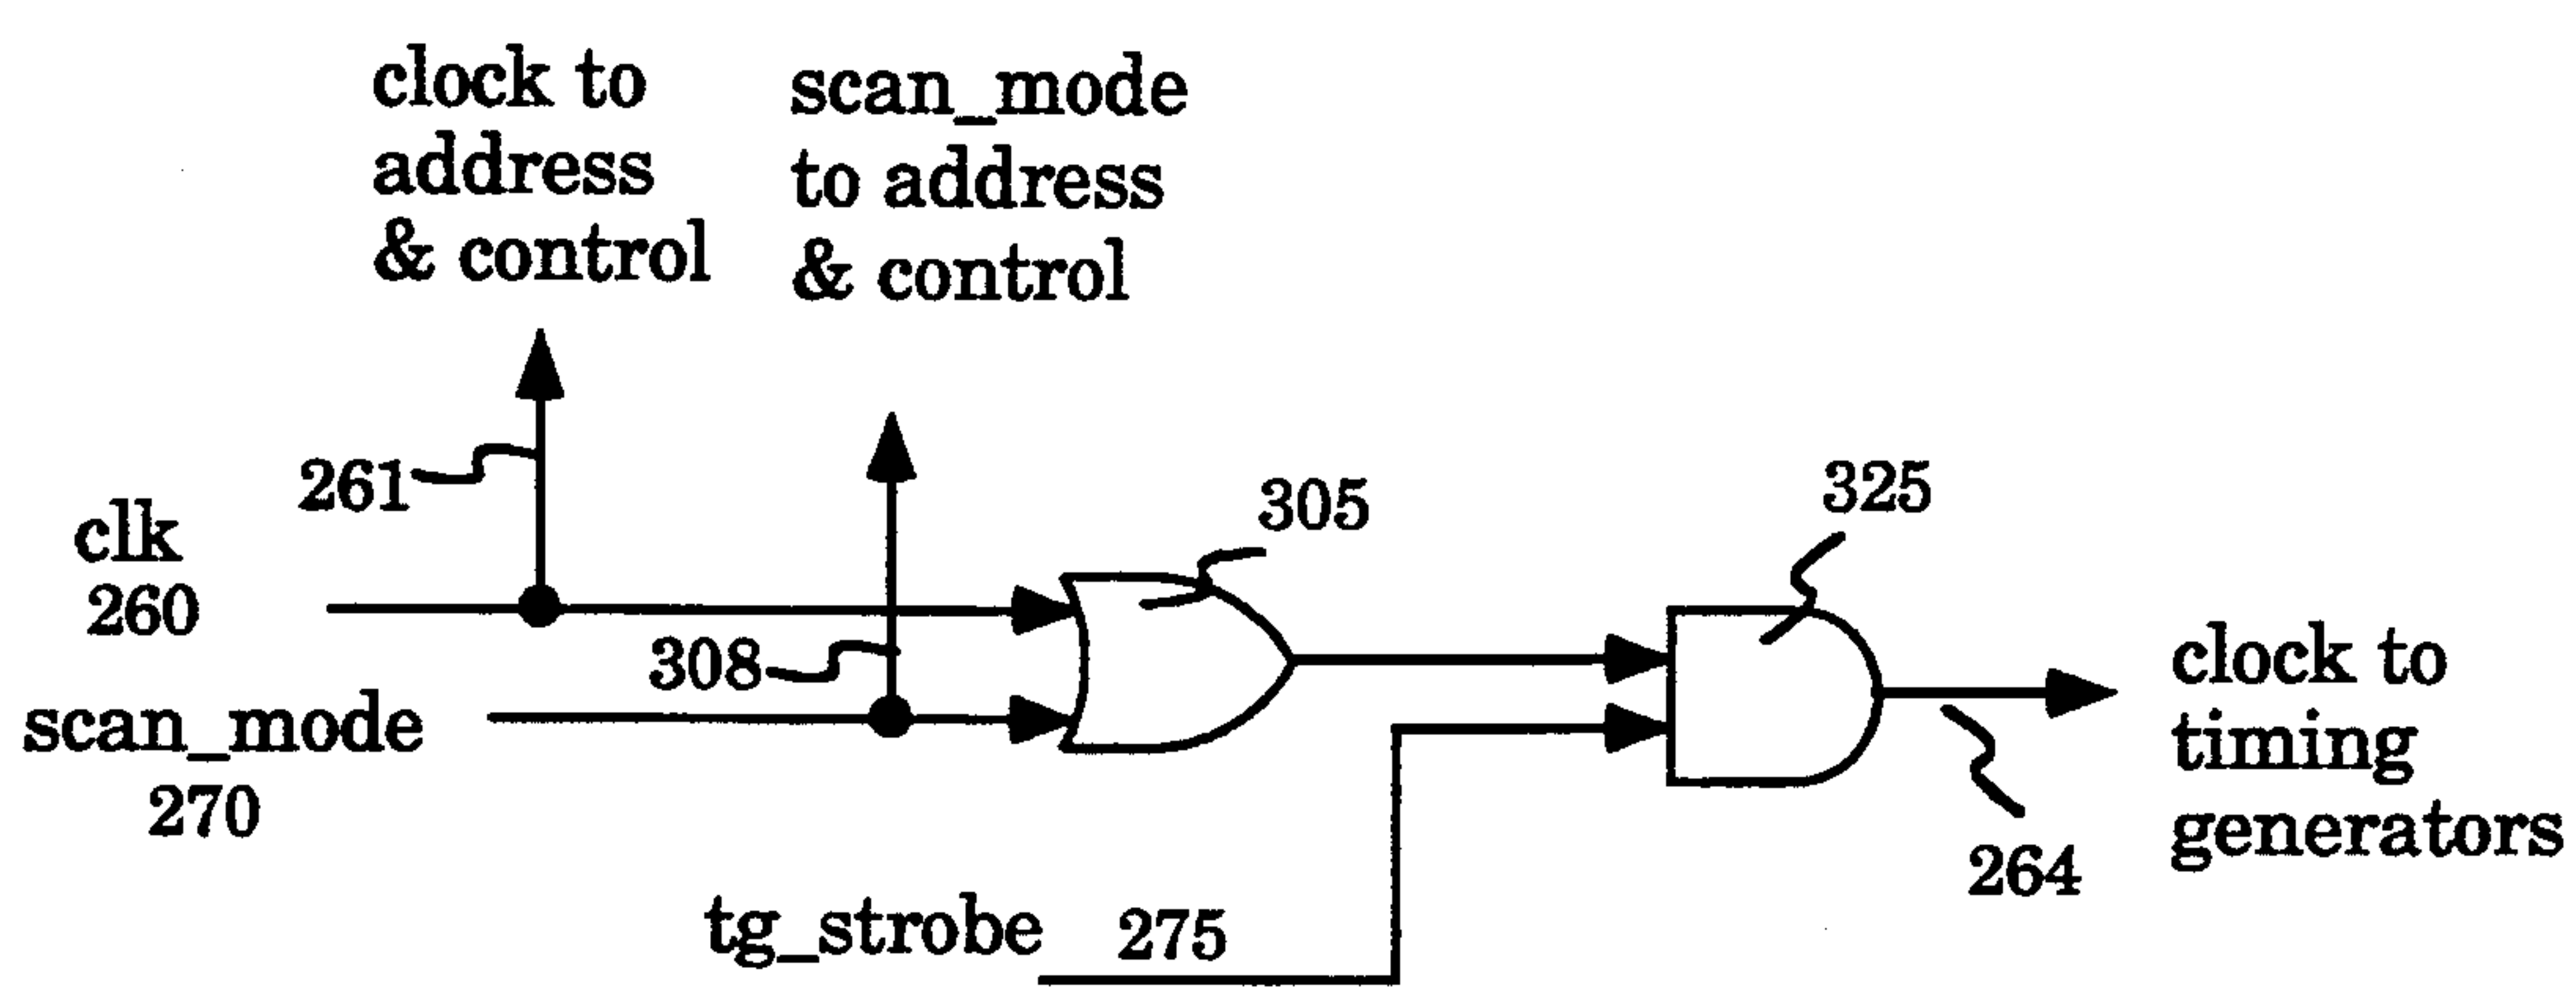 clock to
address
& control
scan_mode
to address
& control
261
clk
260
308
scan_mode
270
305
325
clock to
timing
generators
264
tg_strobe 275